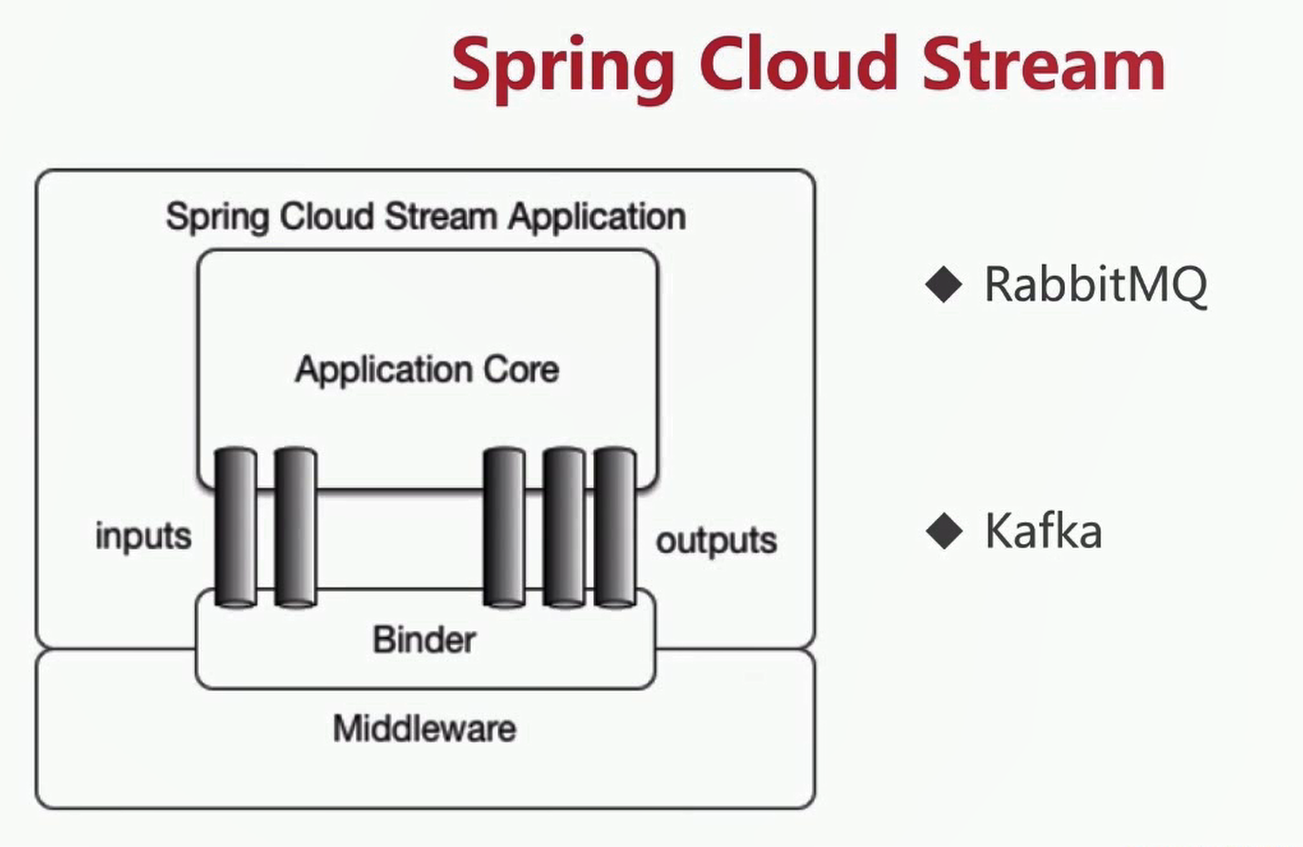 Spring Cloud Stream
Spring Cloud Stream Application
Application Core
inputs
outputs
Binder
Middleware
◆ RabbitMQ
◆ Kafka